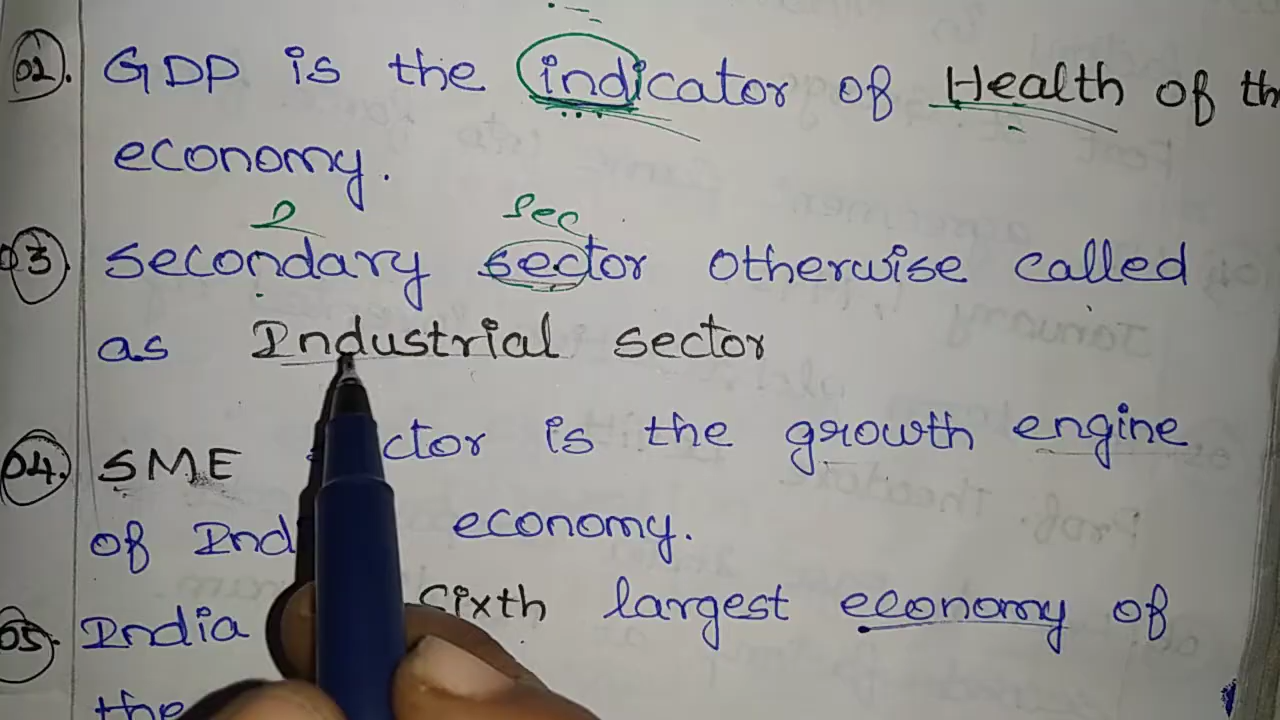 02. GDP is the indicator of Health of th
economy.
2 sec
03. Secondary sector otherwise called
as Industrial sector
04. SME ctor is the growth engine
of Ind economy.
05. India Sixth largest economy of
the